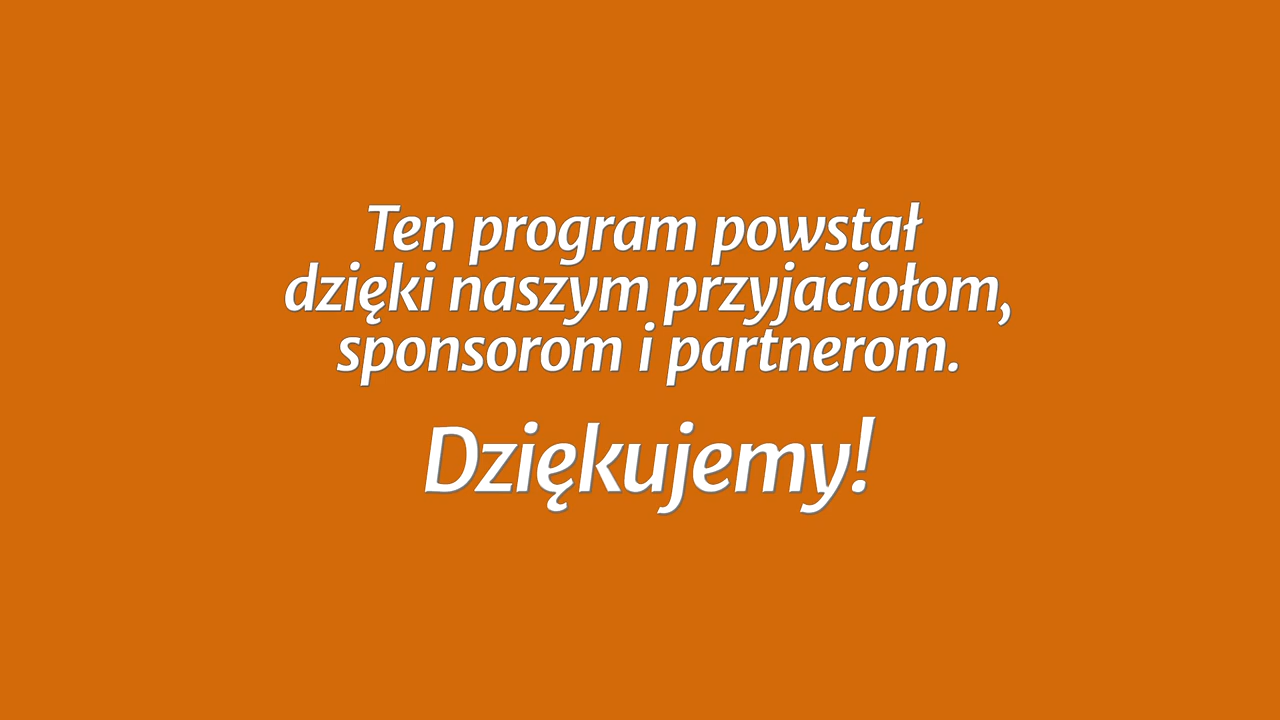 Ten program powstał
dzięki naszym przyjaciołom,
sponsorom i partnerom.
Dziękujemy!